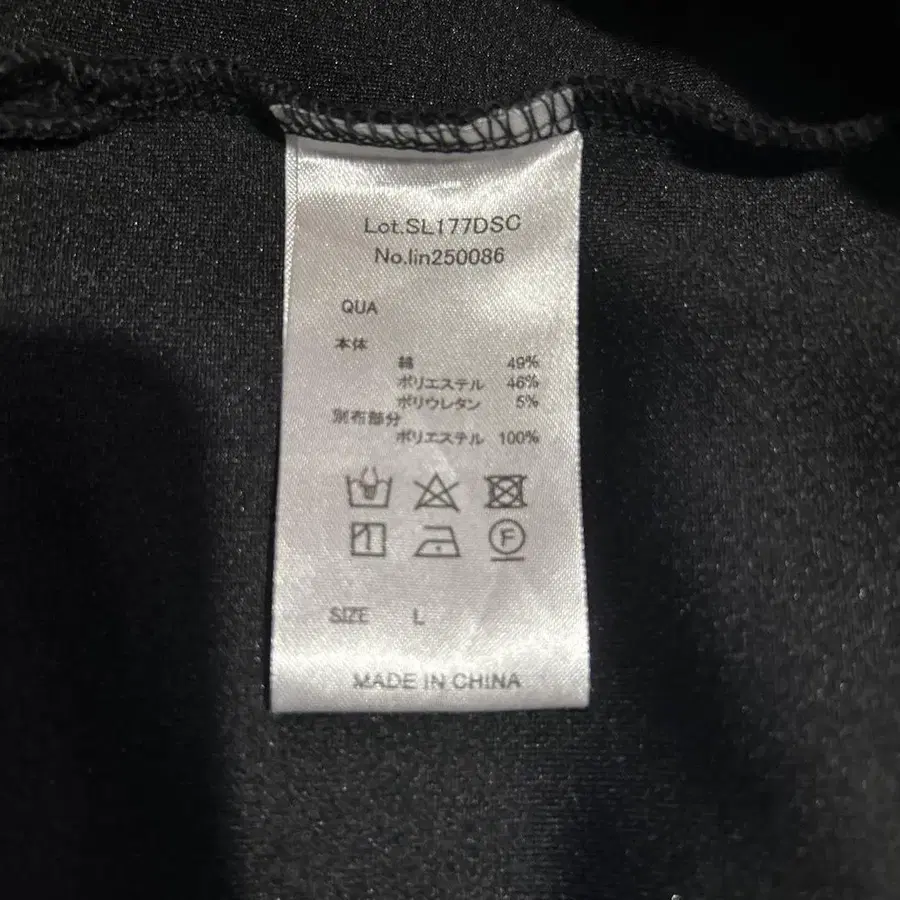 Lot.SL177DSC
No.lin250086
QUA
本体
綿 49%
ポリエステル 46%
ポリウレタン 5%
別布部分
ポリエステル 100%
F
SIZE L
MADE IN CHINA